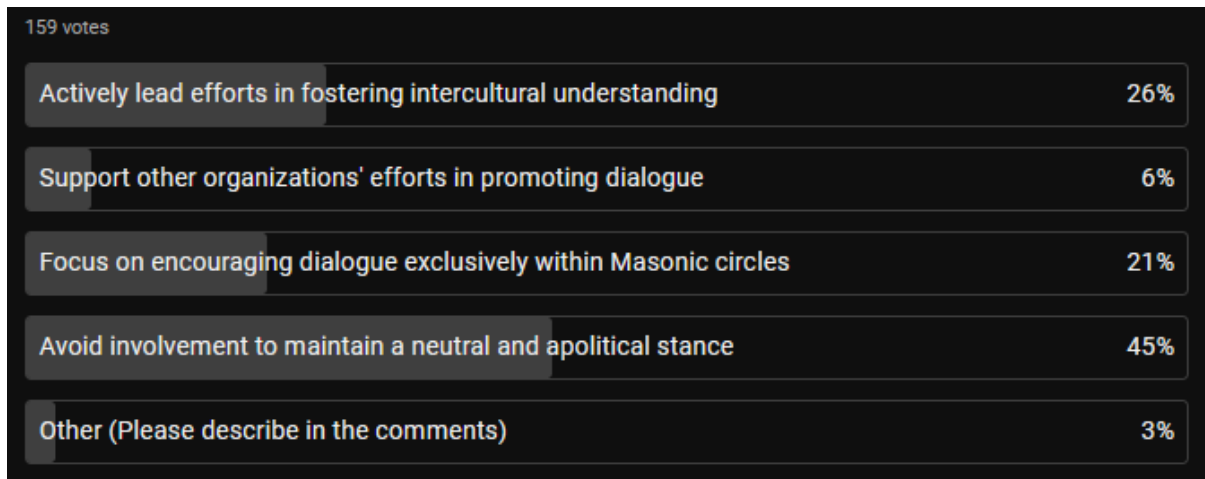 159 votes
Actively lead efforts in fostering intercultural understanding 26%
Support other organizations' efforts in promoting dialogue 6%
Focus on encouraging dialogue exclusively within Masonic circles 21%
Avoid involvement to maintain a neutral and apolitical stance 45%
Other (Please describe in the comments) 3%